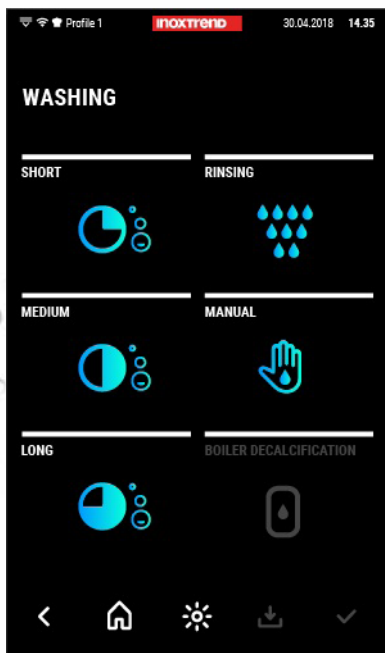 Profile 1 INOXTREND 30.04.2018 14.35
WASHING
SHORT RINSING
MEDIUM MANUAL
LONG BOILER DECALCIFICATION